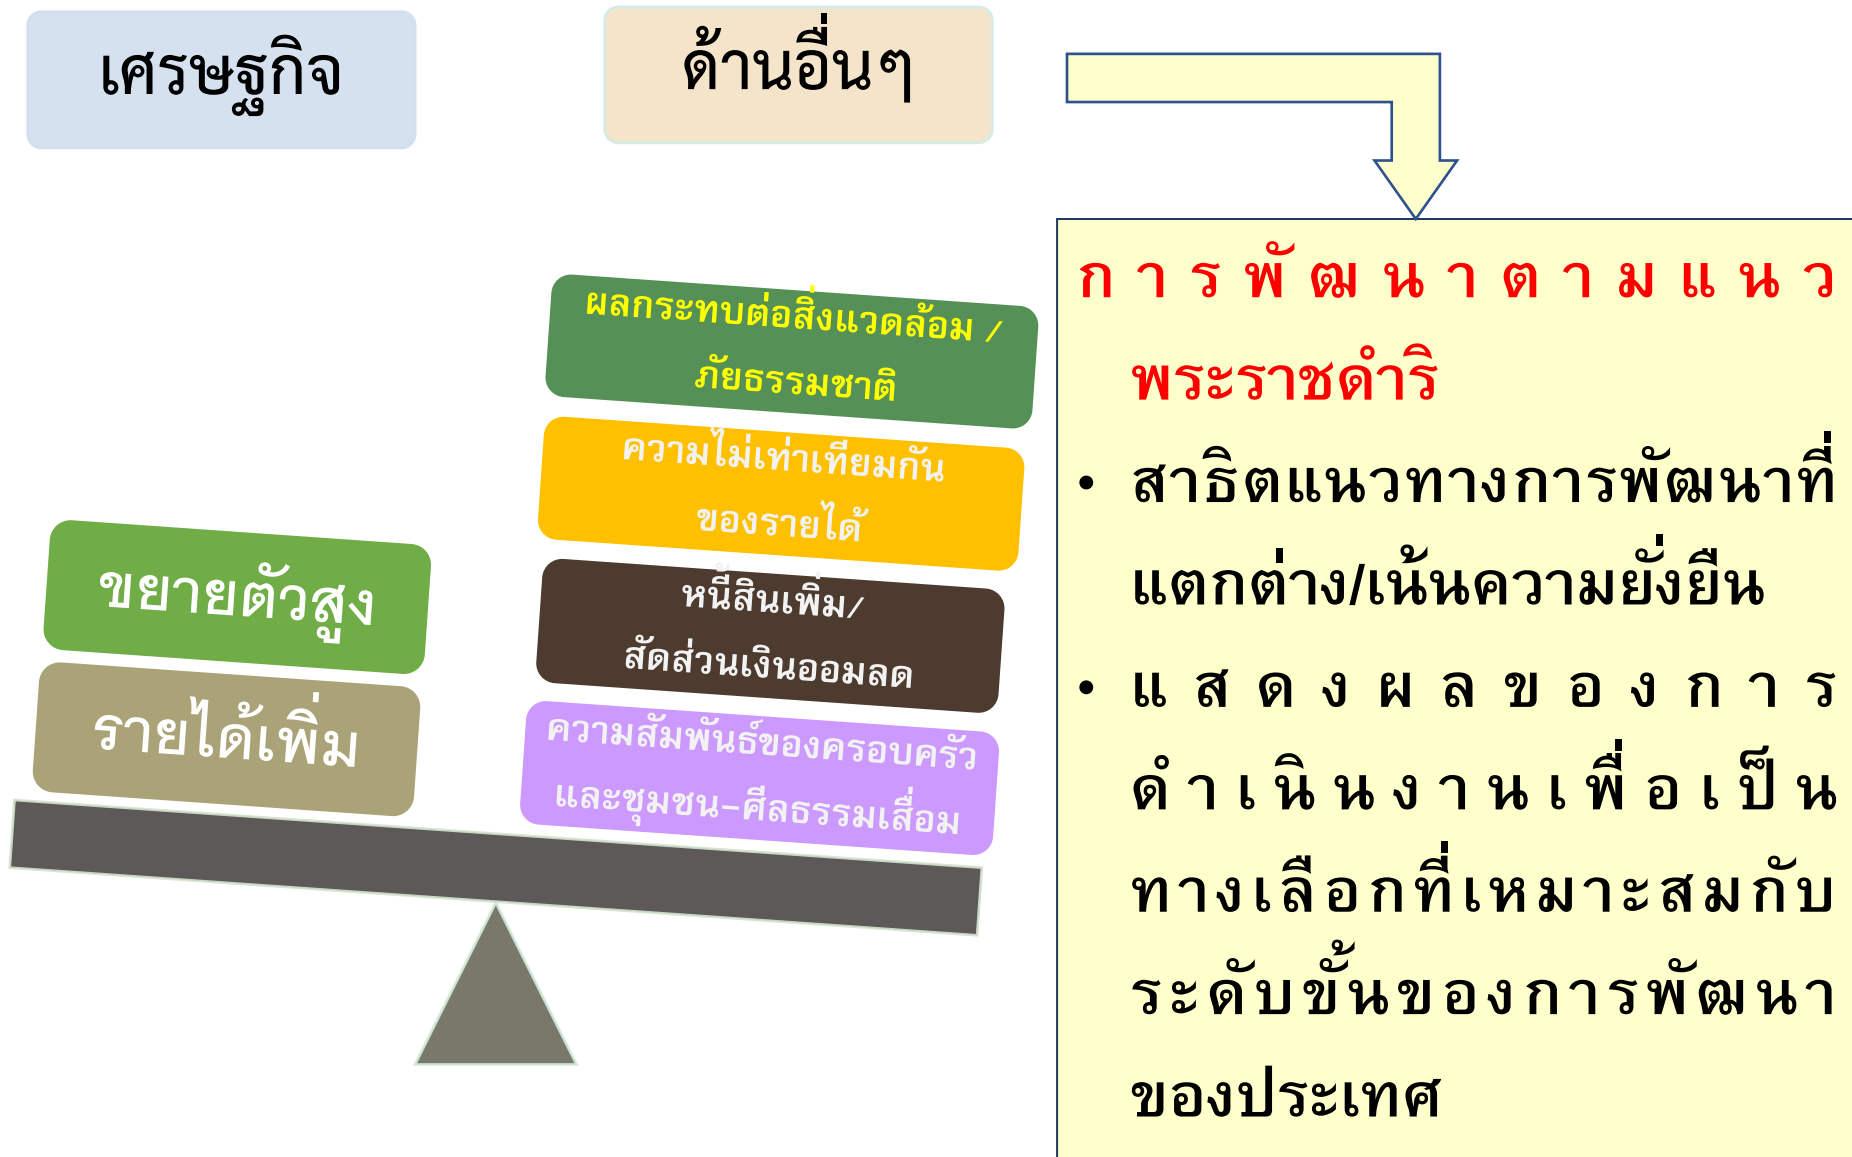 เศรษฐกิจ
ด้านอื่นๆ
ขยายตัวสูง
รายได้เพิ่ม
ผลกระทบต่อสิ่งแวดล้อม /
ภัยธรรมชาติ
ความไม่เท่าเทียมกัน
ของรายได้
หนี้สินเพิ่ม/
สัดส่วนเงินออมลด
ความสัมพันธ์ของครอบครัว
และชุมชน–ศีลธรรมเสื่อม
การพัฒนาตามแนว
พระราชดำริ
• สาธิตแนวทางการพัฒนาที่
แตกต่าง/เน้นความยั่งยืน
• แสดงผลของการ
ดำเนินงานเพื่อเป็น
ทางเลือกที่เหมาะสมกับ
ระดับขั้นของการพัฒนา
ของประเทศ